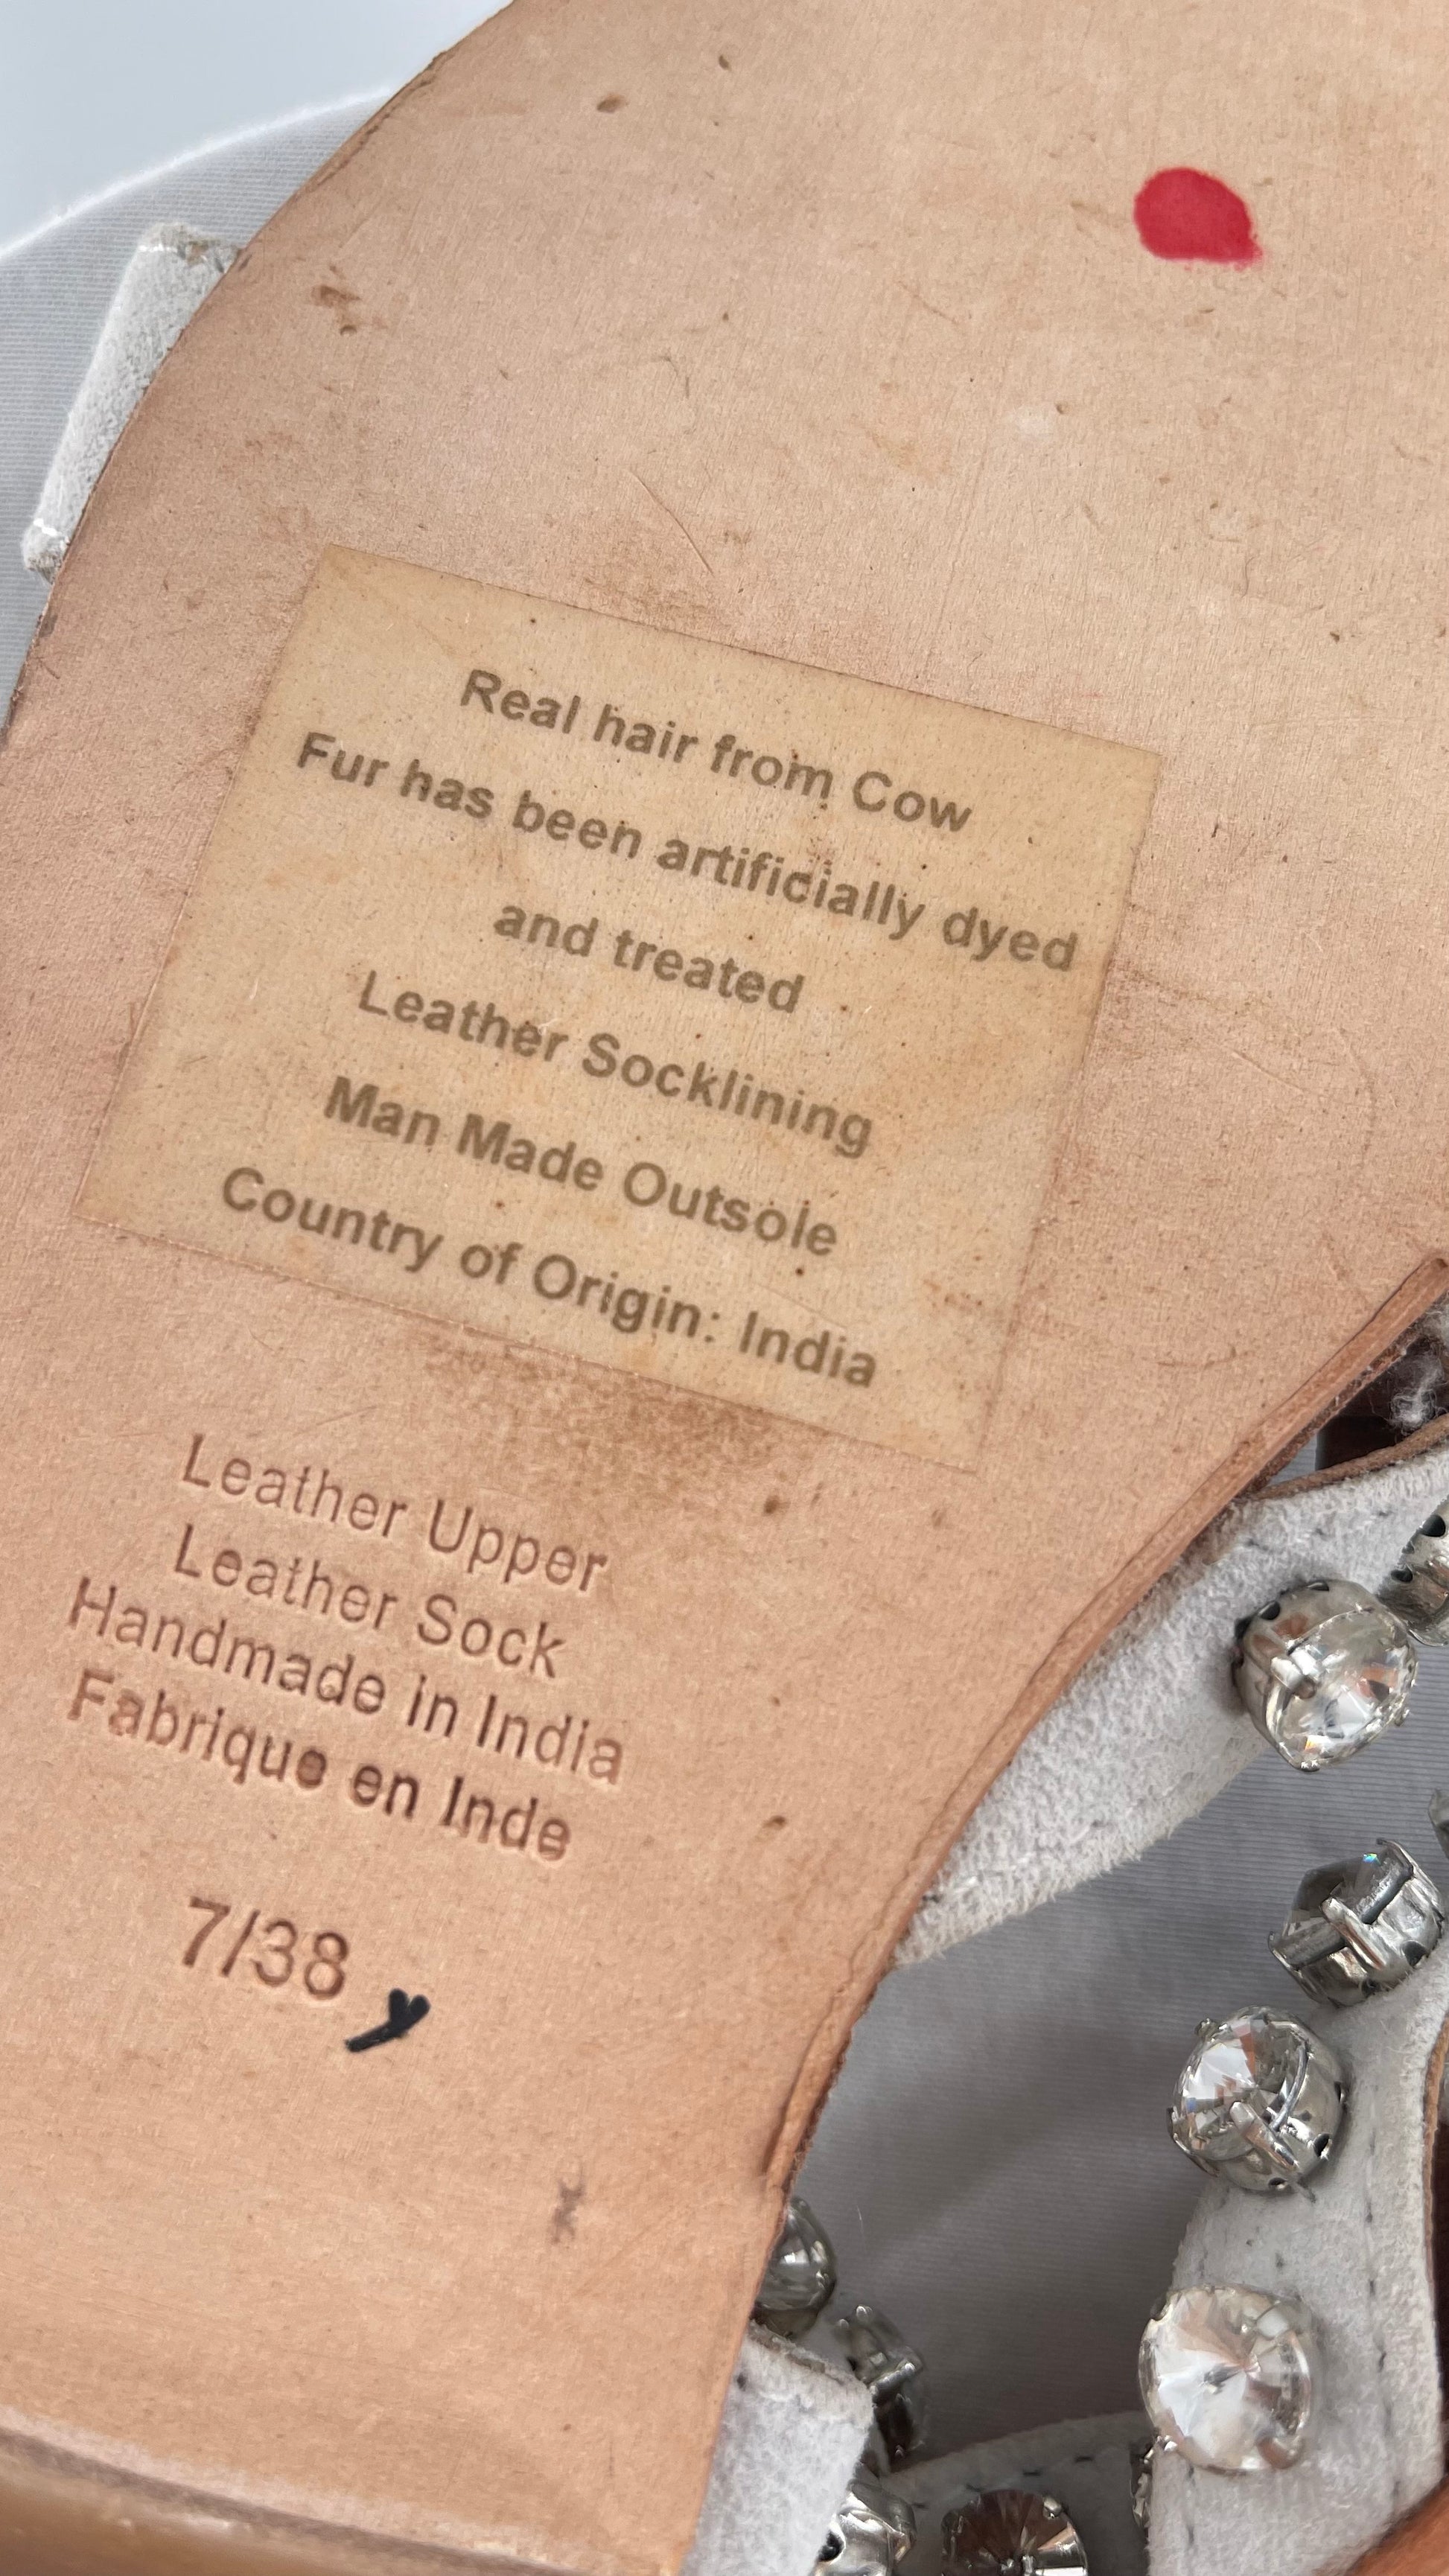 Real hair from Cow
Fur has been artificially dyed
and treated
Leather Socklining
Man Made Outsole
Country of Origin: India
Leather Upper
Leather Sock
Handmade in India
Fabrique en Inde
7/38